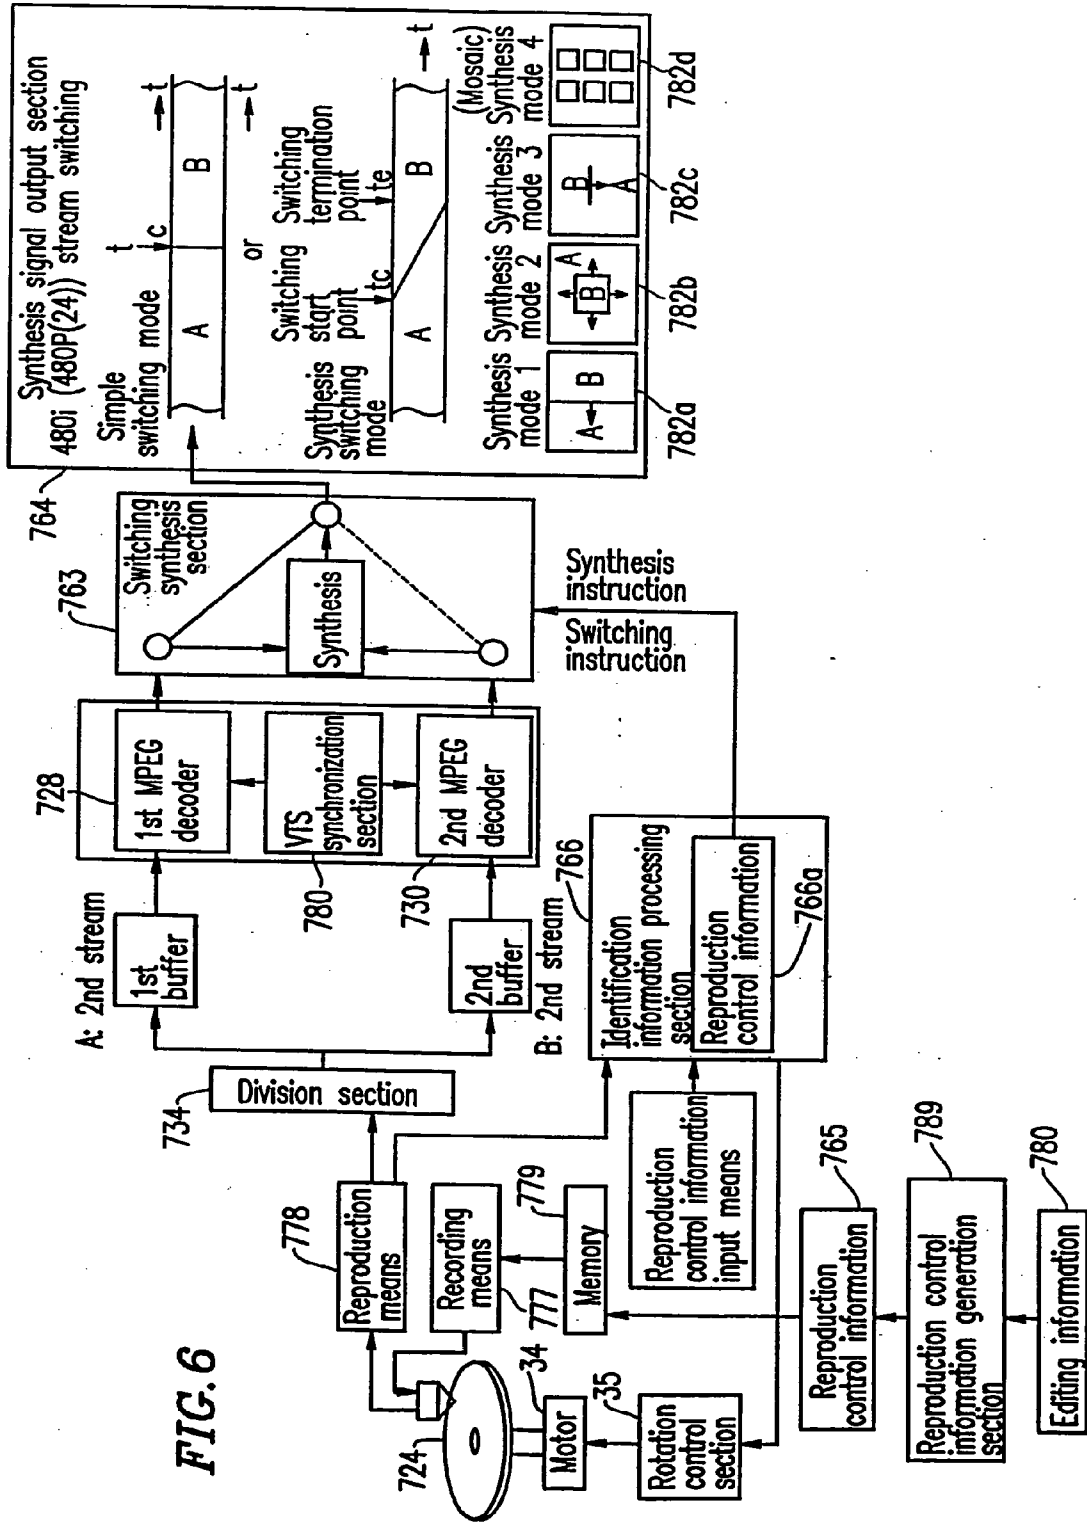 FIG.6
724
Motor
34
Rotation
control
section
35
Reproduction
means
778
Recording
means
777
Memory
779
Reproduction
control information
input means
Reproduction
control information
765
Reproduction control
information generation
section
789
Editing information
780
Division section
734
A: 2nd stream
1st
buffer
2nd
buffer
B: 2nd stream
Identification
information processing
section
766
Reproduction
control information
766a
728
1st MPEG
decoder
VTS
synchronization
section
780
2nd MPEG
decoder
730
763
Switching
synthesis
section
Synthesis
Synthesis
instruction
Switching
instruction
764
Synthesis signal output section
480i (480P(24)) stream switching
Simple
switching mode
t
c
t
A
B
t
or
Synthesis
switching
mode
Switching
start
point
tc
Switching
termination
point
te
t
A
B
Synthesis
mode 1
A
B
782a
Synthesis
mode 2
A
B
782b
Synthesis
mode 3
B
A
782c
(Mosaic)
Synthesis
mode 4
782d